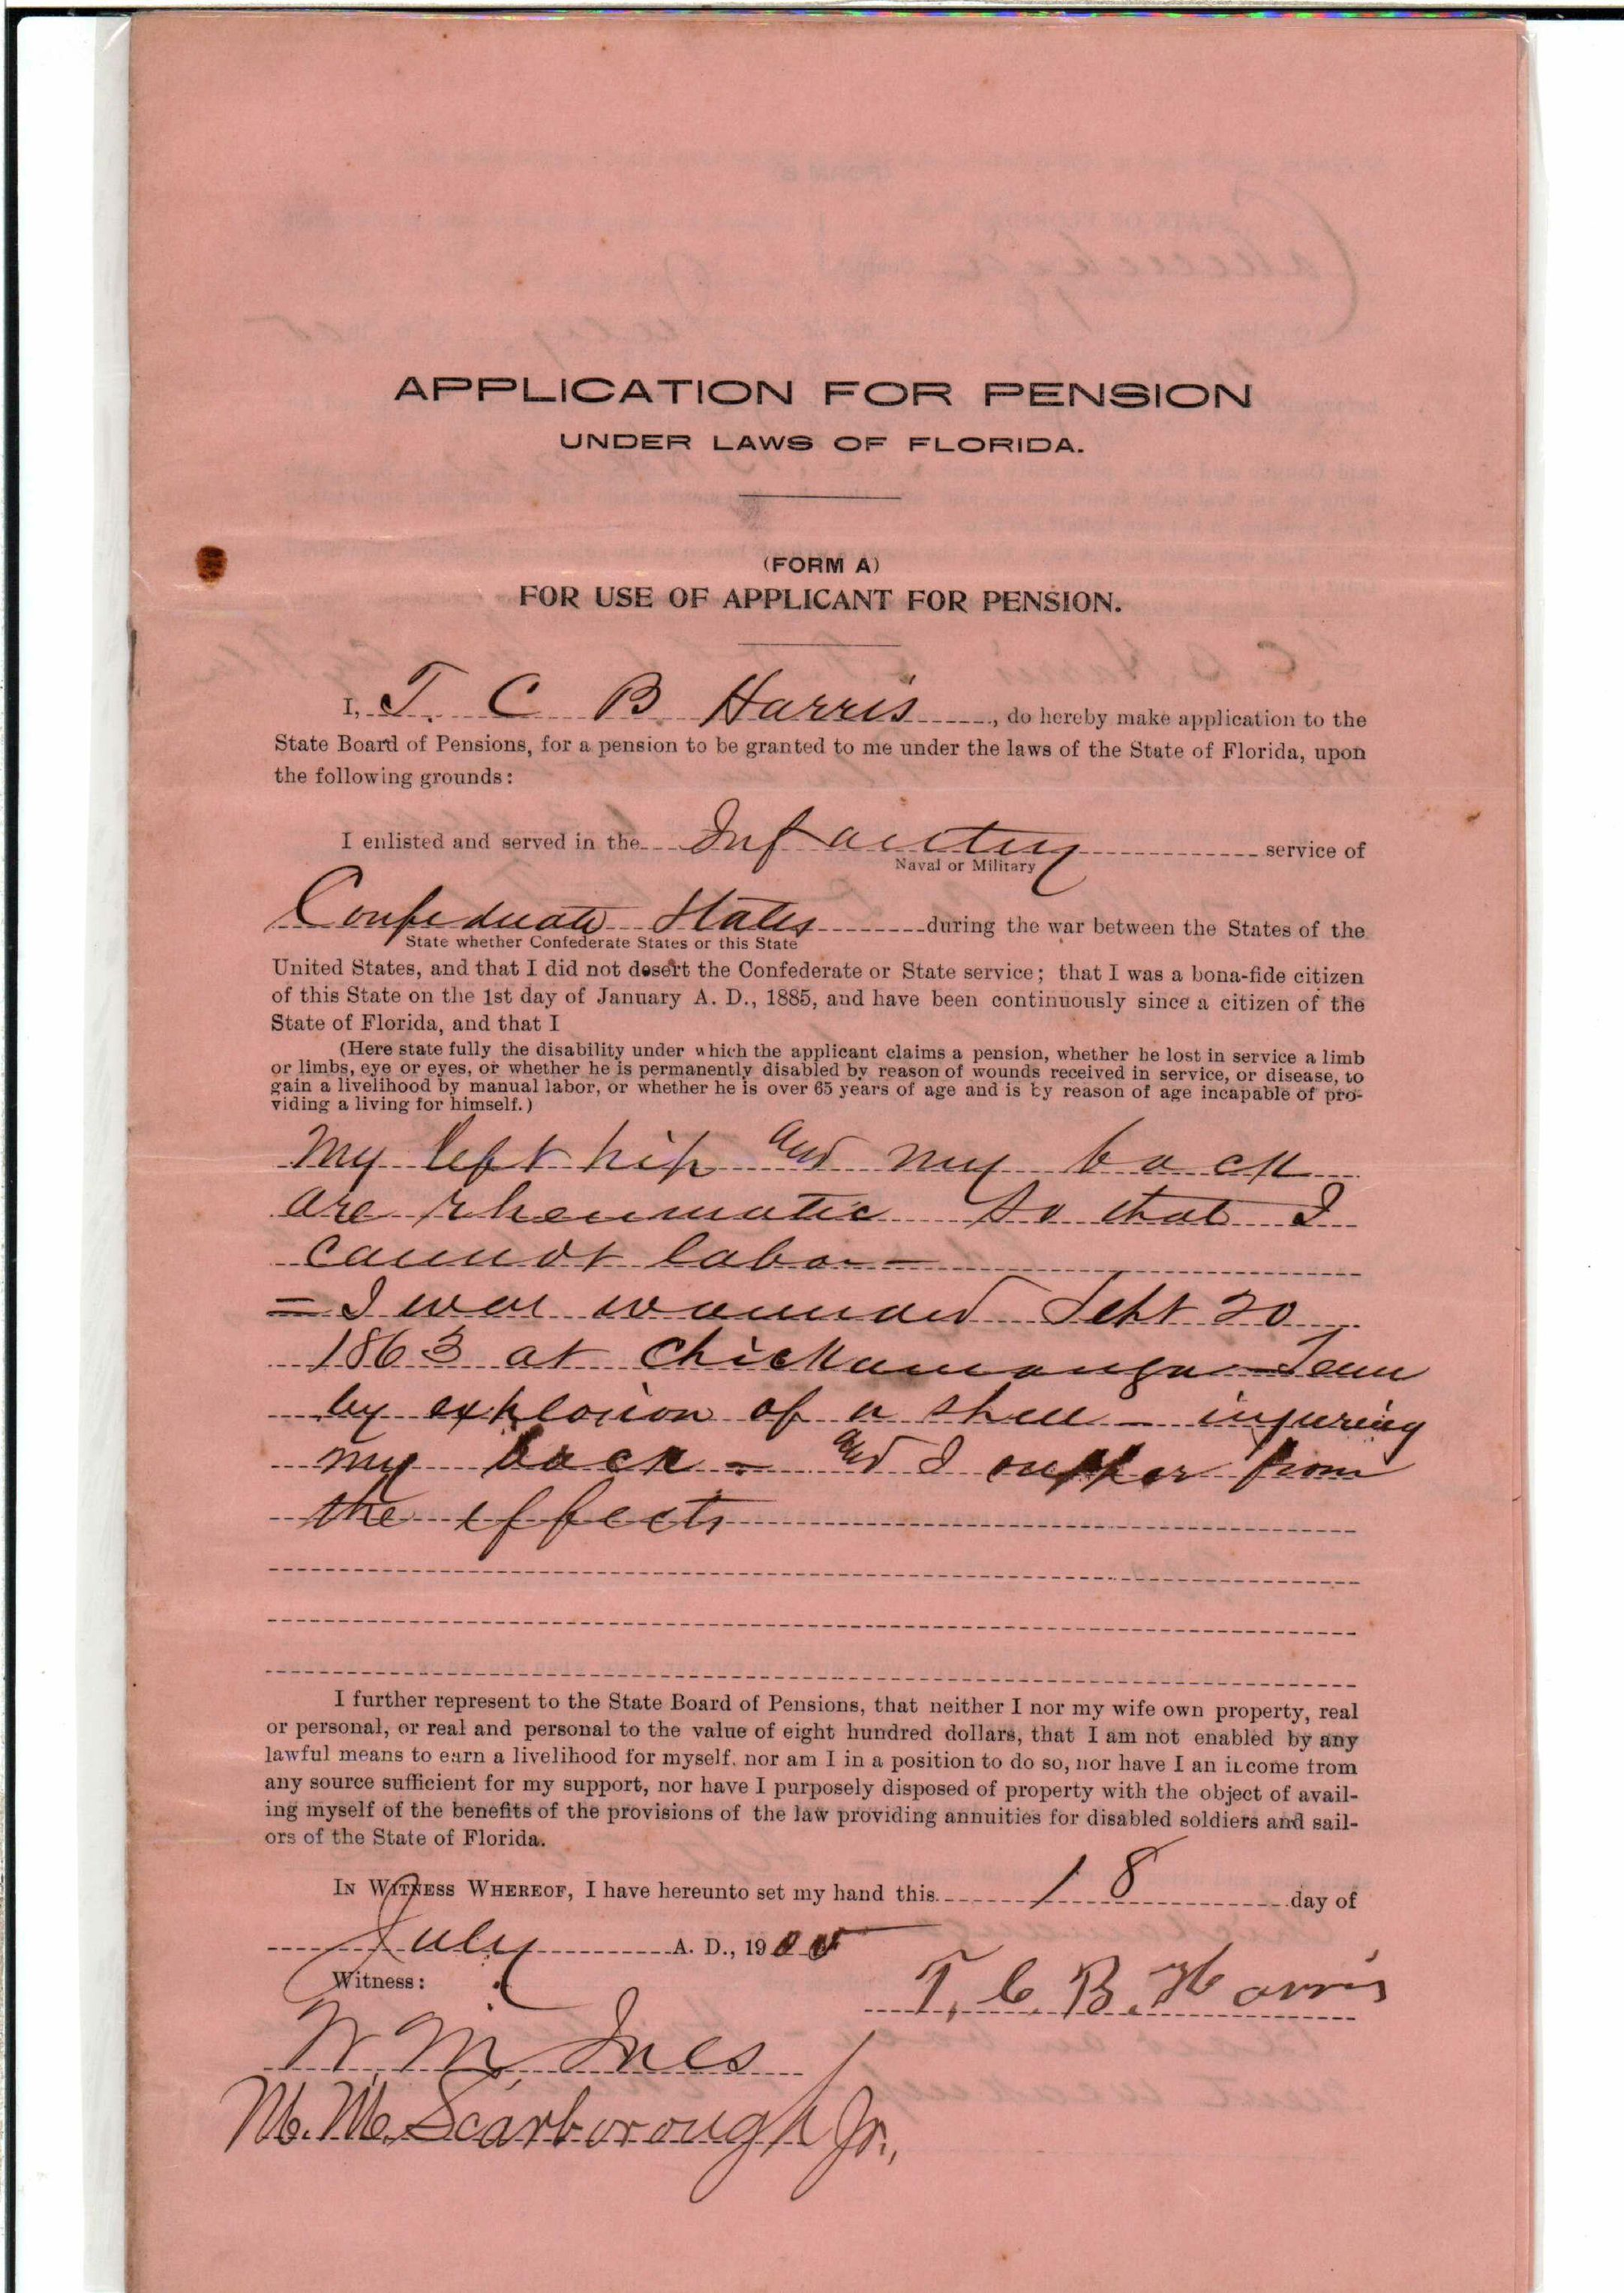 APPLICATION FOR PENSION
UNDER LAWS OF FLORIDA.
(FORM A)
FOR USE OF APPLICANT FOR PENSION.
I, T. C B. Harris, do hereby make application to the
State Board of Pensions, for a pension to be granted to me under the laws of the State of Florida, upon
the following grounds:
I enlisted and served in the Infantry service of
Naval or Military
Confederate States during the war between the States of the
State whether Confederate States or this State
United States, and that I did not desert the Confederate or State service; that I was a bona-fide citizen
of this State on the 1st day of January A. D., 1885, and have been continuously since a citizen of the
State of Florida, and that I
(Here state fully the disability under which the applicant claims a pension, whether he lost in service a limb
or limbs, eye or eyes, or whether he is permanently disabled by reason of wounds received in service, or disease, to
gain a livelihood by manual labor, or whether he is over 65 years of age and is by reason of age incapable of pro-
viding a living for himself.)
My left hip and my back
are rheumatic so that I
cannot labor —
= I was wounded Sept 20
1863 at Chickamauga Tenn
by explosion of a shell — injuring
my back = and I suffer from
the effects
I further represent to the State Board of Pensions, that neither I nor my wife own property, real
or personal, or real and personal to the value of eight hundred dollars, that I am not enabled by any
lawful means to earn a livelihood for myself, nor am I in a position to do so, nor have I an income from
any source sufficient for my support, nor have I purposely disposed of property with the object of avail-
ing myself of the benefits of the provisions of the law providing annuities for disabled soldiers and sail-
ors of the State of Florida.
IN WITNESS WHEREOF, I have hereunto set my hand this 18 day of
July A. D., 19
Witness:
T. C. B. Harris
W. M. Ines
M. M. Scarborough Jr.,